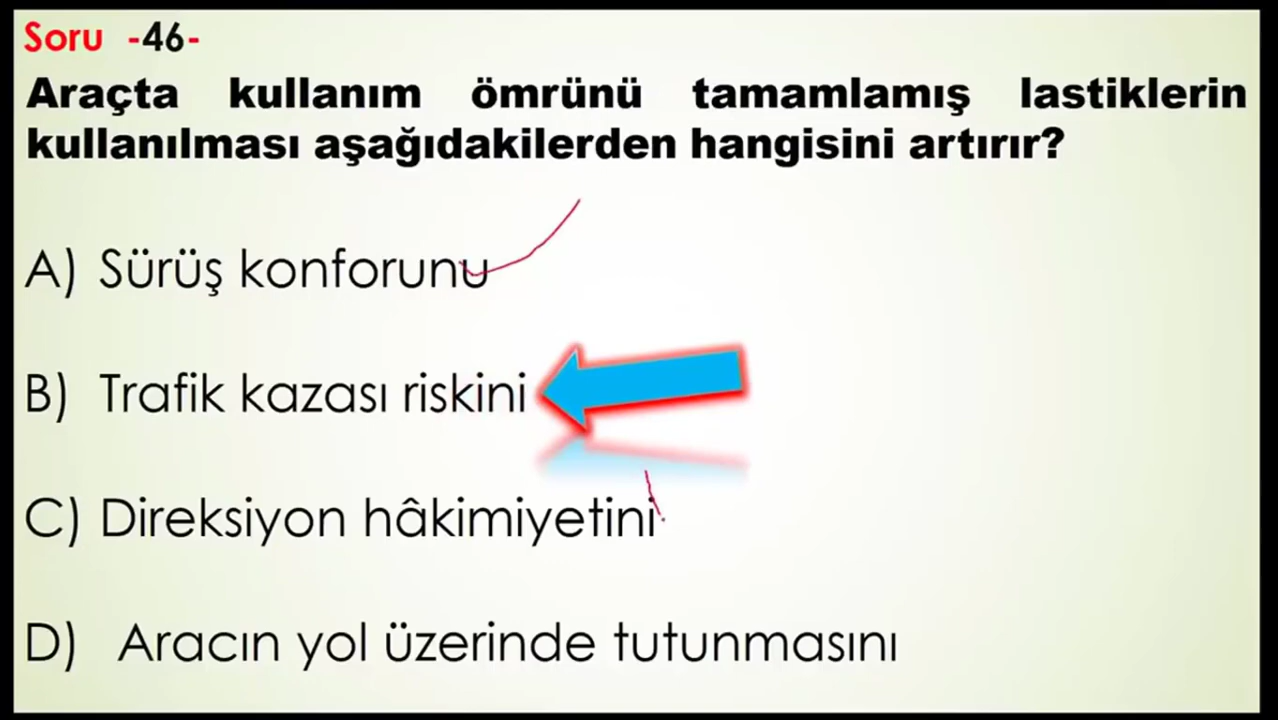 Soru -46-
Araçta kullanım ömrünü tamamlamış lastiklerin
kullanılması aşağıdakilerden hangisini artırır?
A) Sürüş konforunu
B) Trafik kazası riskini
C) Direksiyon hâkimiyetini
D) Aracın yol üzerinde tutunmasını